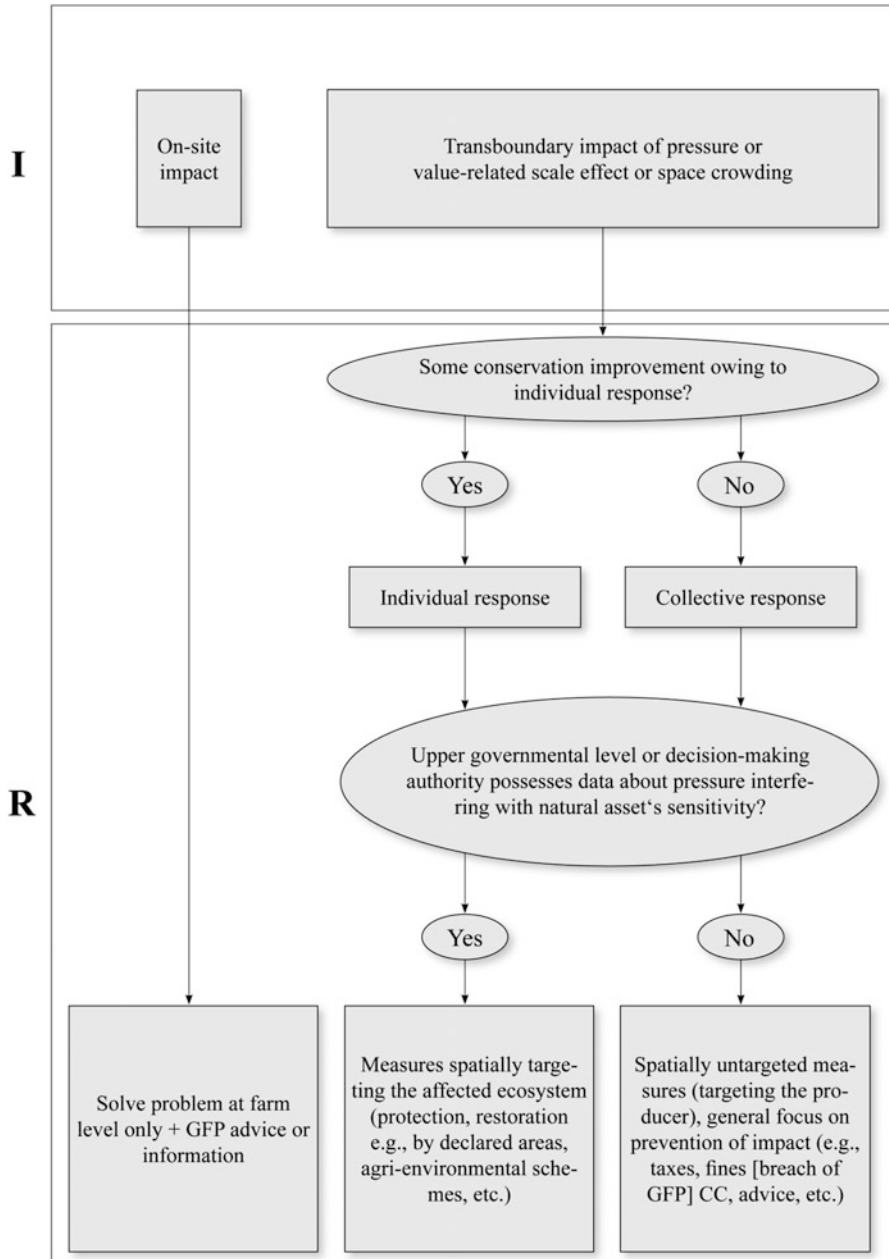 I
On-site
impact
Transboundary impact of pressure or
value-related scale effect or space crowding
R
Some conservation improvement owing to
individual response?
Yes
No
Individual response
Collective response
Upper governmental level or decision-making
authority possesses data about pressure interfe-
ring with natural asset‘s sensitivity?
Yes
No
Solve problem at farm
level only + GFP advice or
information
Measures spatially targe-
ting the affected ecosystem
(protection, restoration
e.g., by declared areas,
agri-environmental sche-
mes, etc.)
Spatially untargeted mea-
sures (targeting the pro-
ducer), general focus on
prevention of impact (e.g.,
taxes, fines [breach of
GFP] CC, advice, etc.)